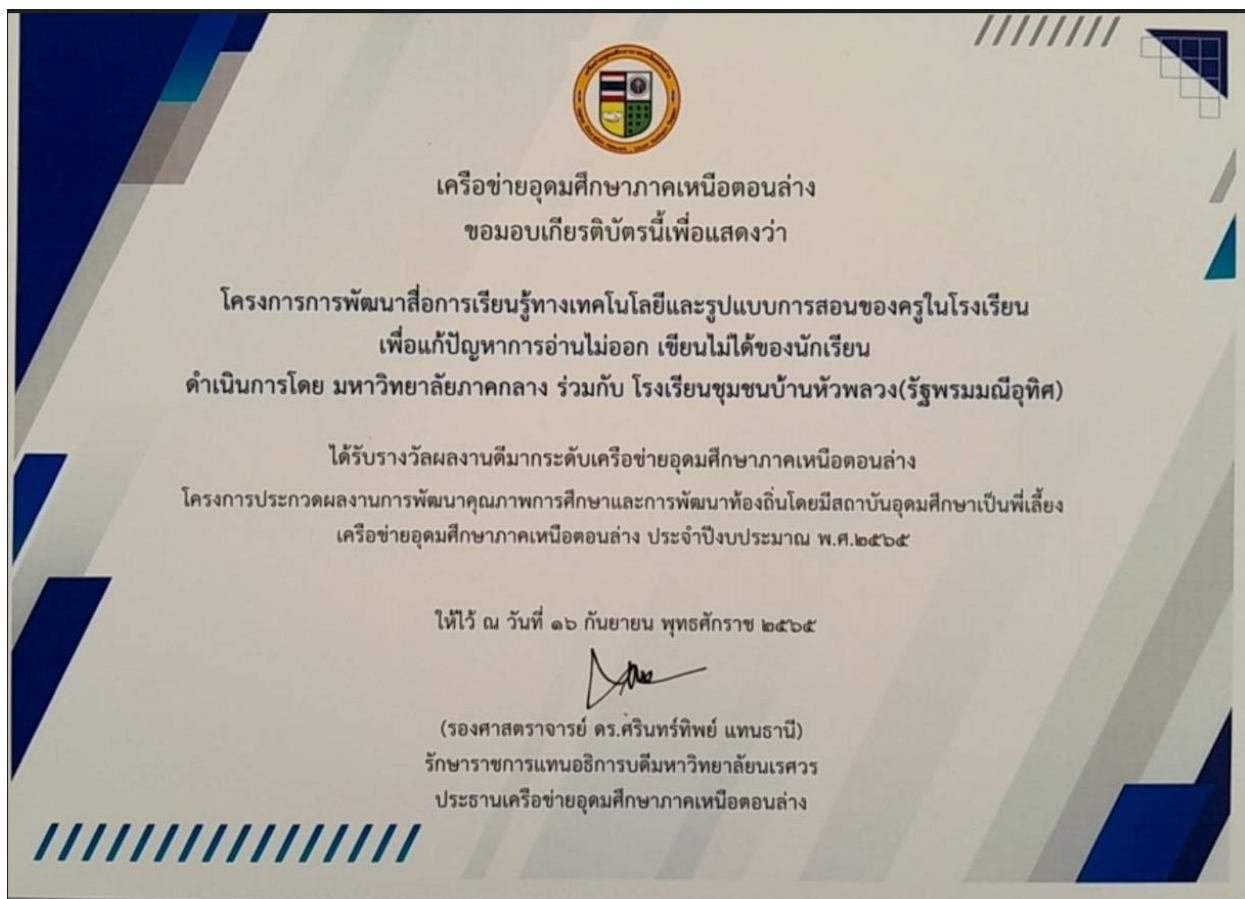 เครือข่ายอุดมศึกษาภาคเหนือตอนล่าง
ขอมอบเกียรติบัตรนี้เพื่อแสดงว่า
โครงการการพัฒนาสื่อการเรียนรู้ทางเทคโนโลยีและรูปแบบการสอนของครูในโรงเรียน
เพื่อแก้ปัญหาการอ่านไม่ออก เขียนไม่ได้ของนักเรียน
ดำเนินการโดย มหาวิทยาลัยภาคกลาง ร่วมกับ โรงเรียนชุมชนบ้านหัวพลวง(รัฐพรมมณีอุทิศ)
ได้รับรางวัลผลงานดีมากระดับเครือข่ายอุดมศึกษาภาคเหนือตอนล่าง
โครงการประกวดผลงานการพัฒนาคุณภาพการศึกษาและการพัฒนาท้องถิ่นโดยมีสถาบันอุดมศึกษาเป็นพี่เลี้ยง
เครือข่ายอุดมศึกษาภาคเหนือตอนล่าง ประจำปีงบประมาณ พ.ศ.๒๕๖๕
ให้ไว้ ณ วันที่ ๑๖ กันยายน พุทธศักราช ๒๕๖๕
(รองศาสตราจารย์ ดร.ศรินทร์ทิพย์ แทนธานี)
รักษาราชการแทนอธิการบดีมหาวิทยาลัยนเรศวร
ประธานเครือข่ายอุดมศึกษาภาคเหนือตอนล่าง